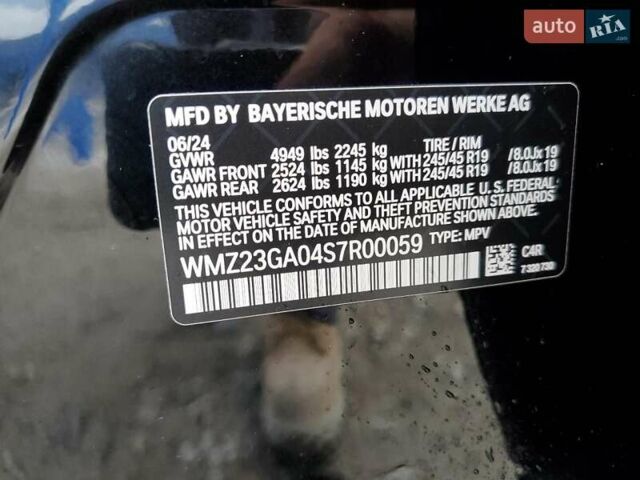 auto RIA
.com
MFD BY BAYERISCHE MOTOREN WERKE AG
06/24 TIRE / RIM
GVWR 4949 lbs 2245 kg
GAWR FRONT 2524 lbs 1145 kg WITH 245/45 R19 /8.0Jx19
GAWR REAR 2624 lbs 1190 kg WITH 245/45 R19 /8.0Jx19
THIS VEHICLE CONFORMS TO ALL APPLICABLE U.S. FEDERAL
MOTOR VEHICLE SAFETY AND THEFT PREVENTION STANDARDS
IN EFFECT ON THE DATE OF MANUFACTURE SHOWN ABOVE.
WMZ23GA04S7R00059 TYPE: MPV
C4R